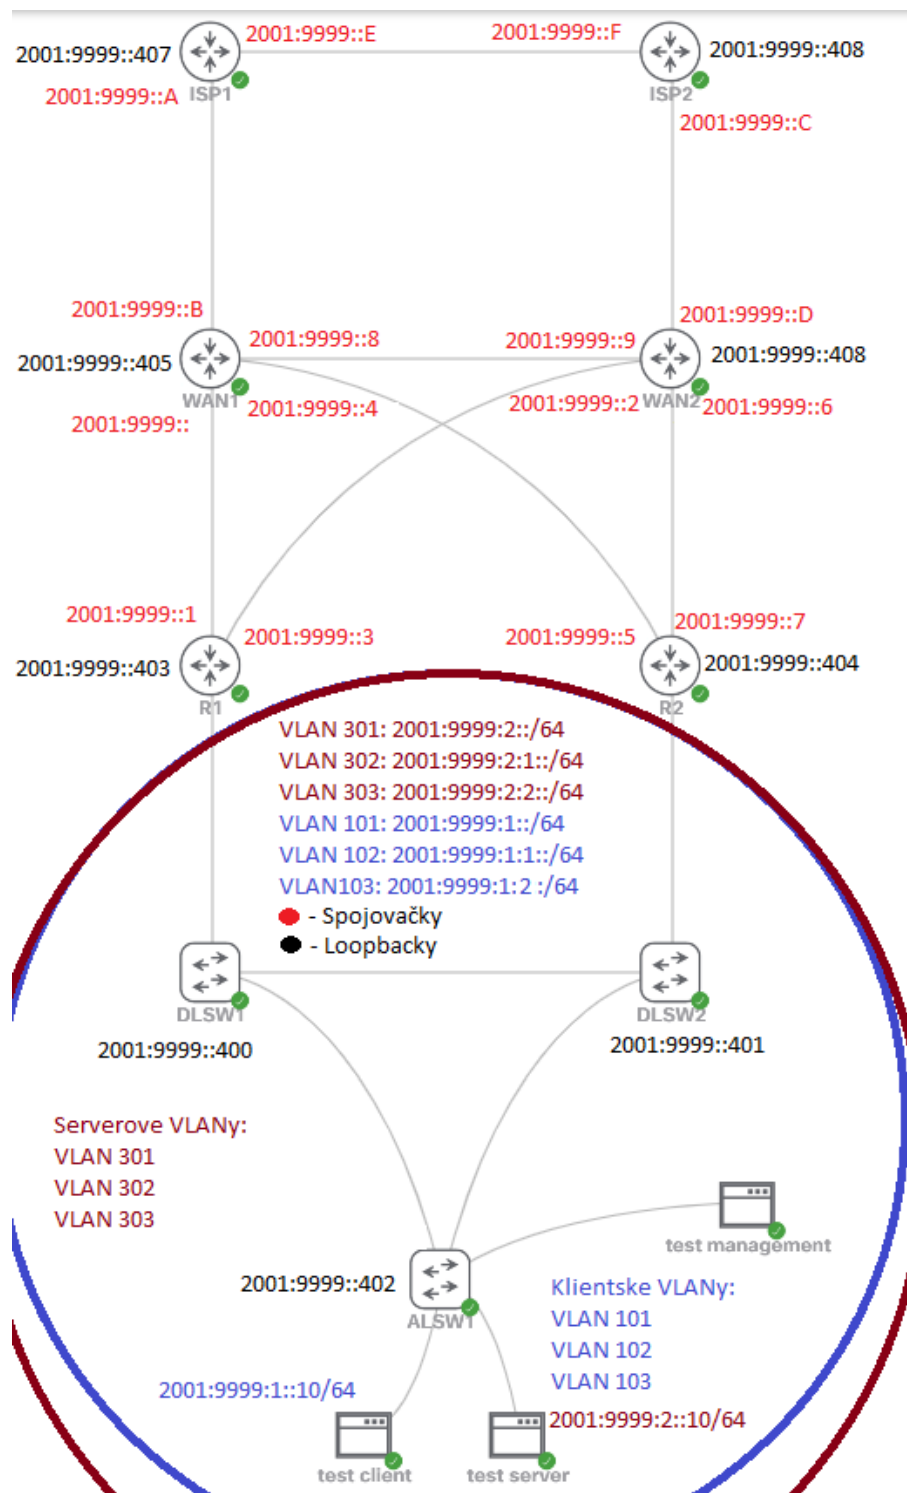 2001:9999::E
2001:9999::F
2001:9999::407
2001:9999::408
ISP1
ISP2
2001:9999::A
2001:9999::C
2001:9999::B
2001:9999::D
2001:9999::8
2001:9999::9
2001:9999::405
2001:9999::408
WAN1
WAN2
2001:9999::4
2001:9999::2
2001:9999::6
2001:9999::
2001:9999::1
2001:9999::7
2001:9999::3
2001:9999::5
2001:9999::403
2001:9999::404
R1
R2
VLAN 301: 2001:9999:2::/64
VLAN 302: 2001:9999:2:1::/64
VLAN 303: 2001:9999:2:2::/64
VLAN 101: 2001:9999:1::/64
VLAN 102: 2001:9999:1:1::/64
VLAN103: 2001:9999:1:2 :/64
- Spojovačky
- Loopbacky
DLSW1
DLSW2
2001:9999::400
2001:9999::401
Serverove VLANy:
VLAN 301
VLAN 302
VLAN 303
test management
2001:9999::402
ALSW1
Klientske VLANy:
VLAN 101
VLAN 102
VLAN 103
2001:9999:1::10/64
2001:9999:2::10/64
test client
test server